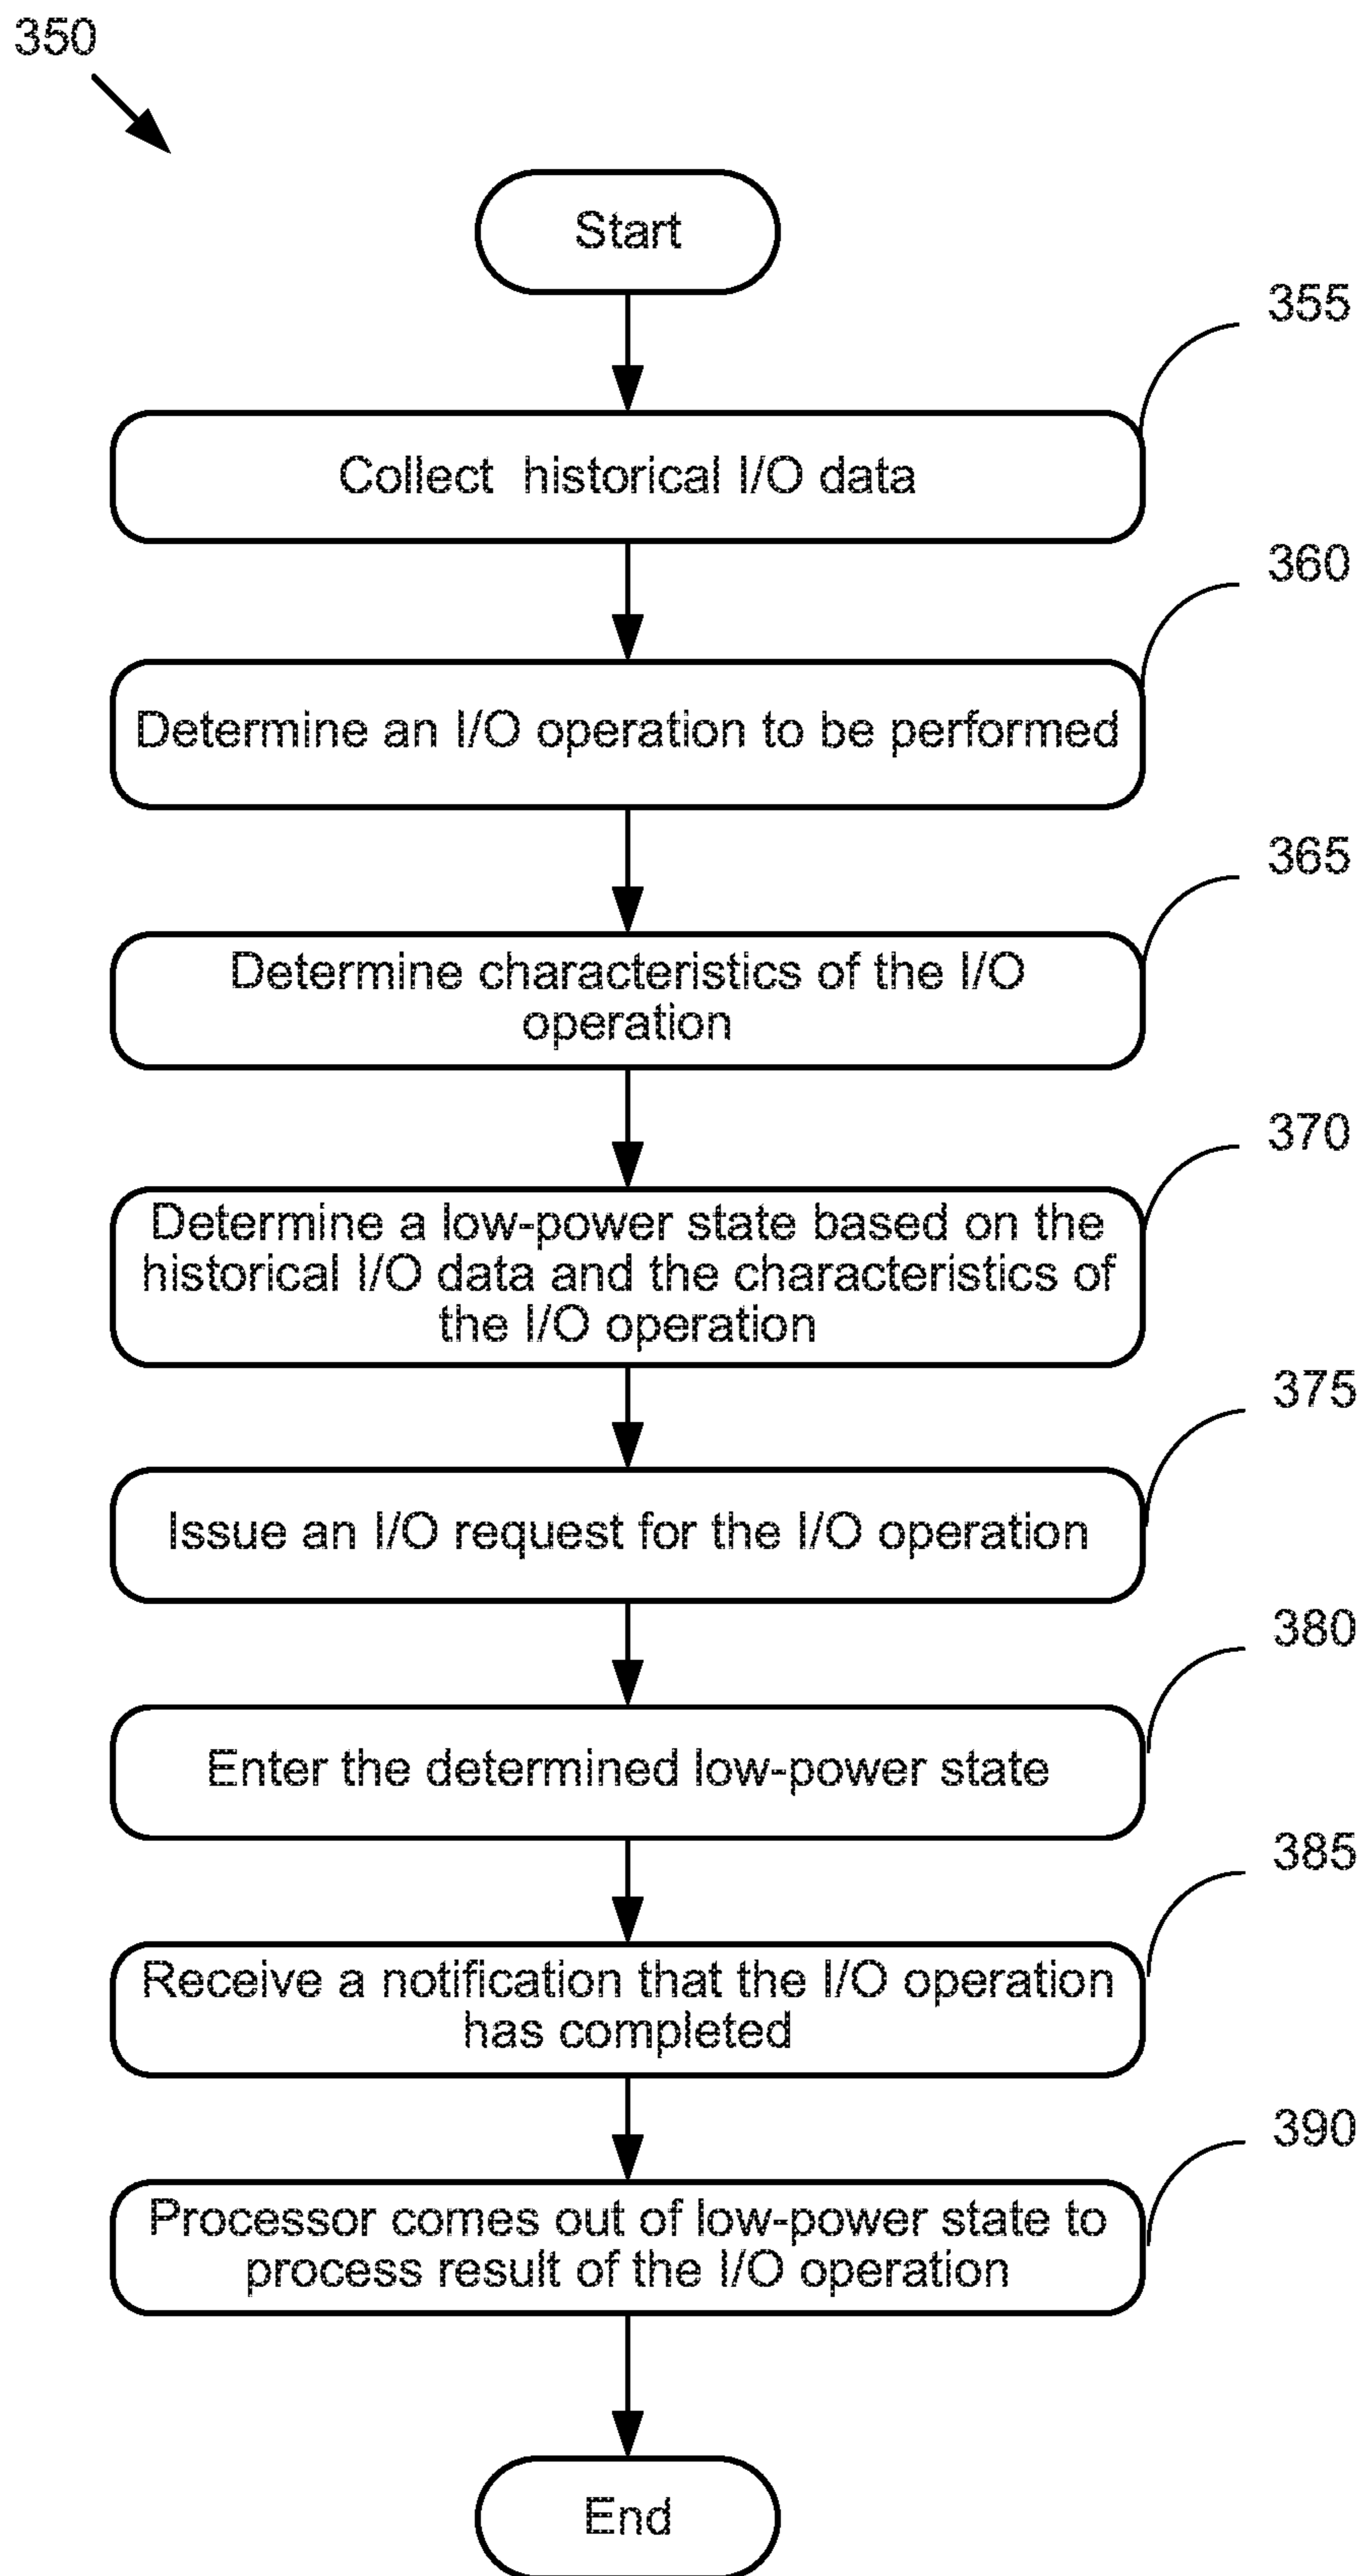 350
Start
355
Collect historical I/O data
360
Determine an I/O operation to be performed
365
Determine characteristics of the I/O
operation
370
Determine a low-power state based on the
historical I/O data and the characteristics of
the I/O operation
375
Issue an I/O request for the I/O operation
380
Enter the determined low-power state
385
Receive a notification that the I/O operation
has completed
390
Processor comes out of low-power state to
process result of the I/O operation
End